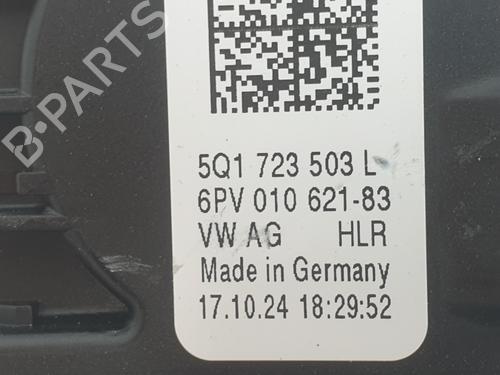 B-PARTS
5Q1 723 503 L
6PV 010 621-83
VW AG HLR
Made in Germany
17.10.24 18:29:52